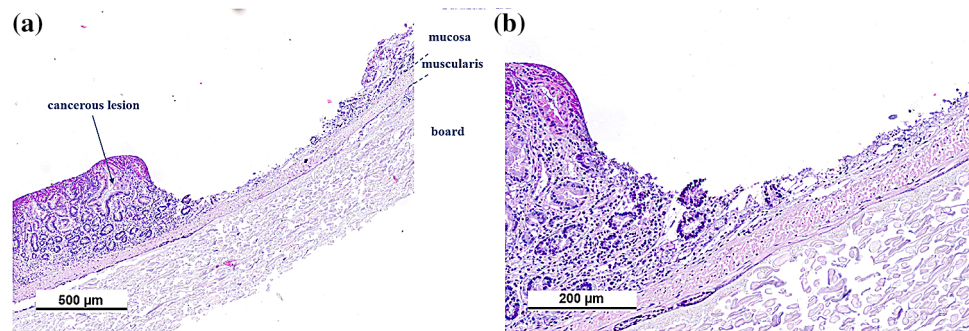 (a)
(b)
mucosa
muscularis
cancerous lesion
board
500 µm
200 µm